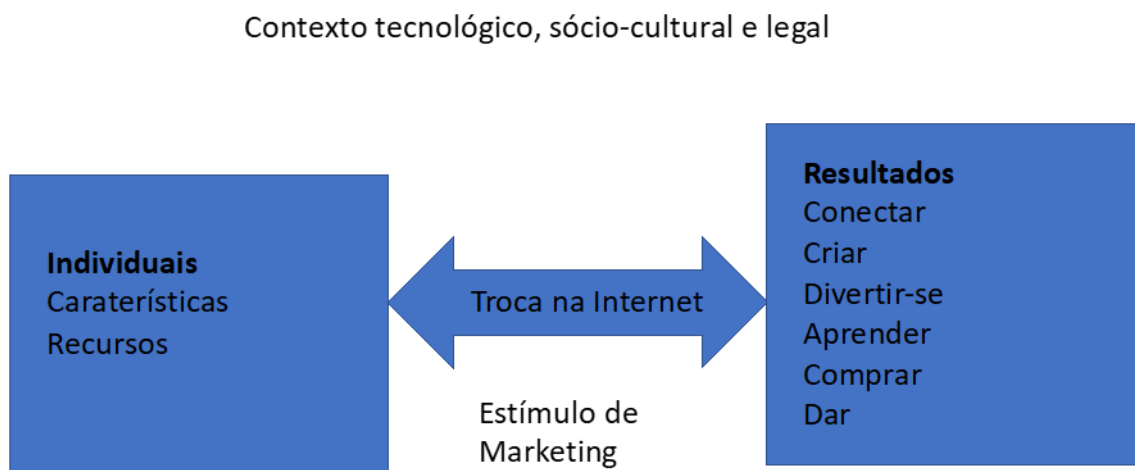 Contexto tecnológico, sócio-cultural e legal
Individuais
Caraterísticas
Recursos
Troca na Internet
Estímulo de
Marketing
Resultados
Conectar
Criar
Divertir-se
Aprender
Comprar
Dar